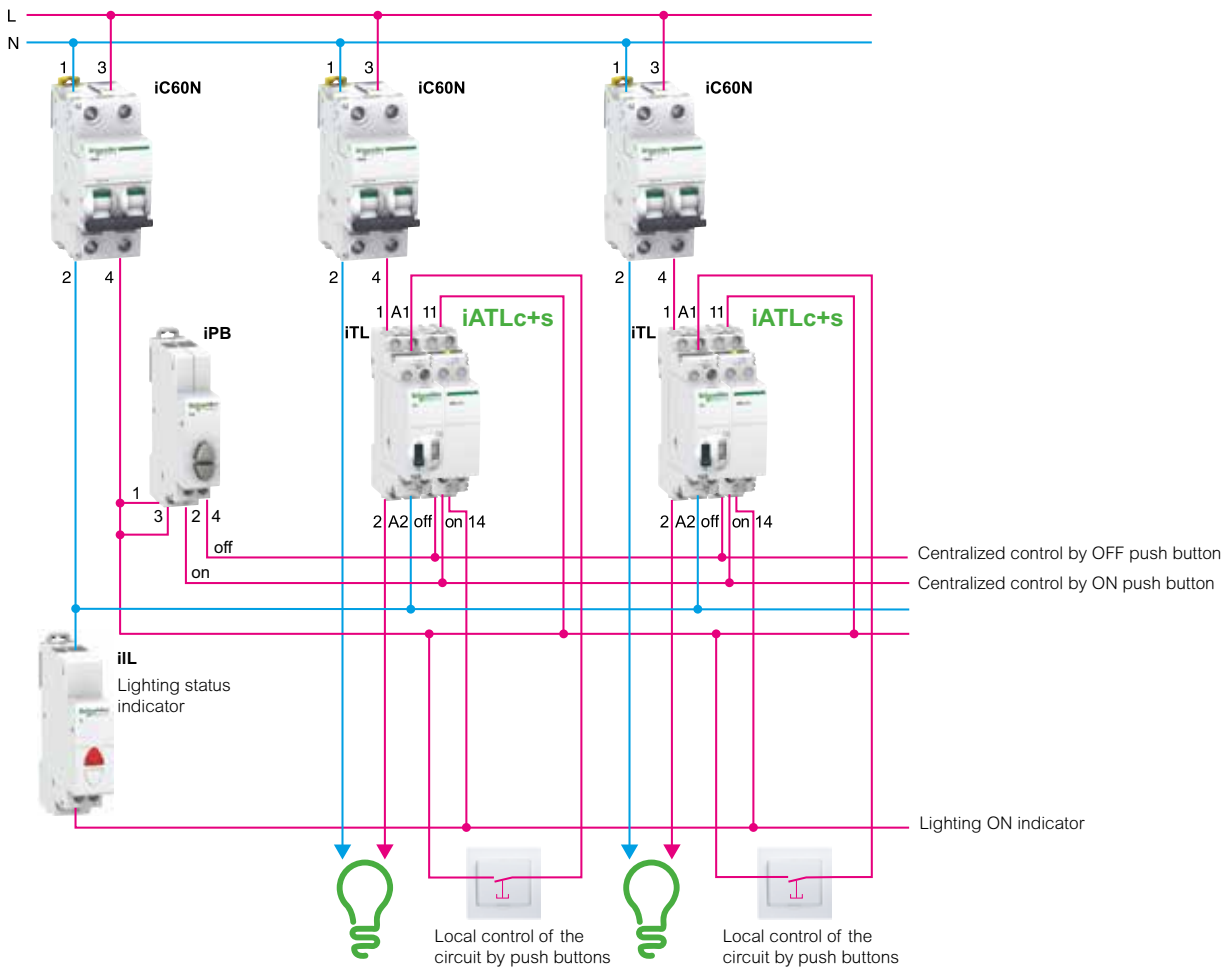 L
N
1 3
iC60N
1 3
iC60N
1 3
iC60N
2 4
2 4
2 4
iPB
1 A1 11
iTL
iATLc+s
1 A1 11
iTL
iATLc+s
1
3 2 4
2 A2 off on 14
2 A2 off on 14
off
Centralized control by OFF push button
on
Centralized control by ON push button
iIL
Lighting status
indicator
Lighting ON indicator
Local control of the
circuit by push buttons
Local control of the
circuit by push buttons